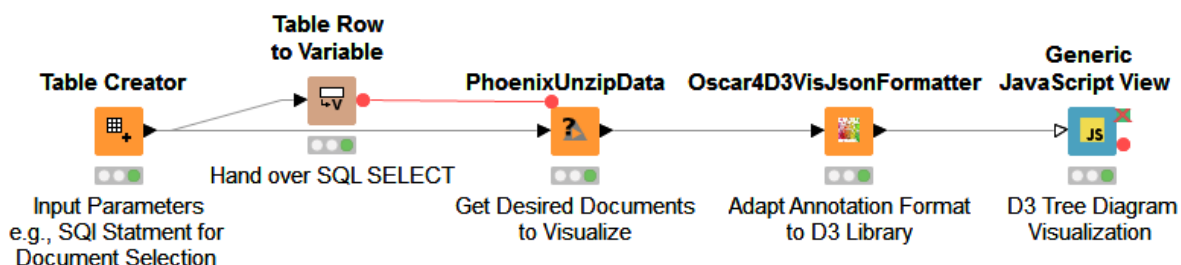 Table Row
to Variable
Generic
JavaScript View
Table Creator
PhoenixUnzipData
Oscar4D3VisJsonFormatter
V
?
JS
Hand over SQL SELECT
Input Parameters
e.g., SQl Statment for
Document Selection
Get Desired Documents
to Visualize
Adapt Annotation Format
to D3 Library
D3 Tree Diagram
Visualization